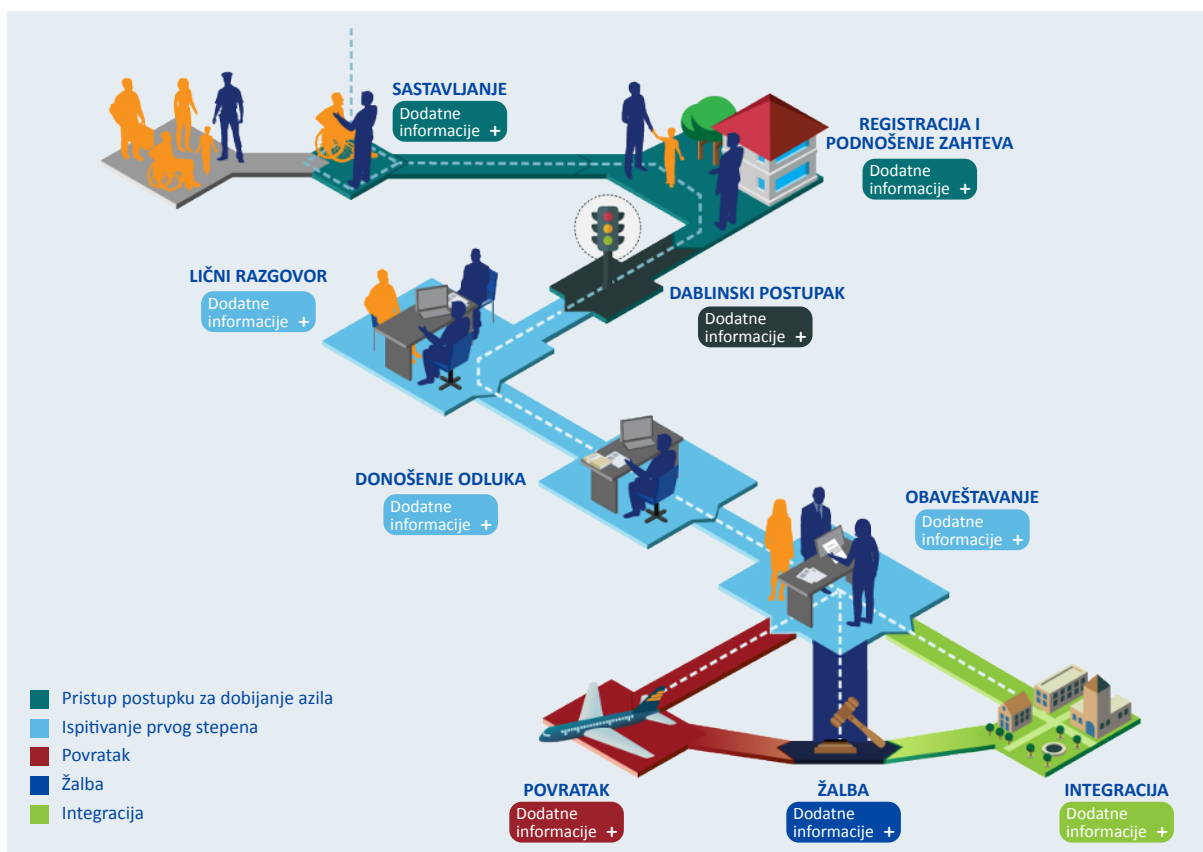 SASTAVLJANJE
Dodatne
informacije +
REGISTRACIJA I
PODNOŠENJE ZAHTEVA
Dodatne
informacije +
LIČNI RAZGOVOR
Dodatne
informacije +
DABLINSKI POSTUPAK
Dodatne
informacije +
DONOŠENJE ODLUKA
Dodatne
informacije +
OBAVEŠTAVANJE
Dodatne
informacije +
Pristup postupku za dobijanje azila
Ispitivanje prvog stepena
Povratak
Žalba
Integracija
POVRATAK
Dodatne
informacije +
ŽALBA
Dodatne
informacije +
INTEGRACIJA
Dodatne
informacije +